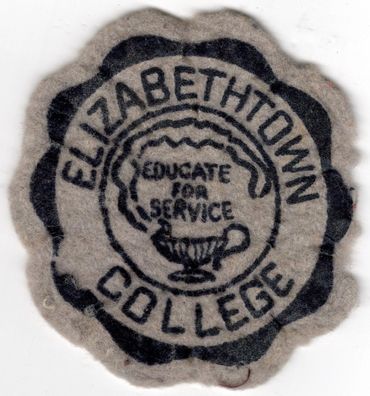 ELIZABETHTOWN
EDUCATE
FOR
SERVICE
COLLEGE